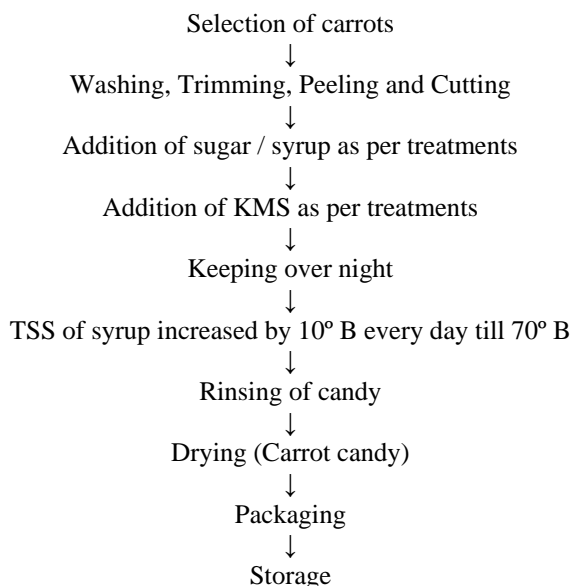 Selection of carrots
↓
Washing, Trimming, Peeling and Cutting
↓
Addition of sugar / syrup as per treatments
↓
Addition of KMS as per treatments
↓
Keeping over night
↓
TSS of syrup increased by 10º B every day till 70º B
↓
Rinsing of candy
↓
Drying (Carrot candy)
↓
Packaging
↓
Storage